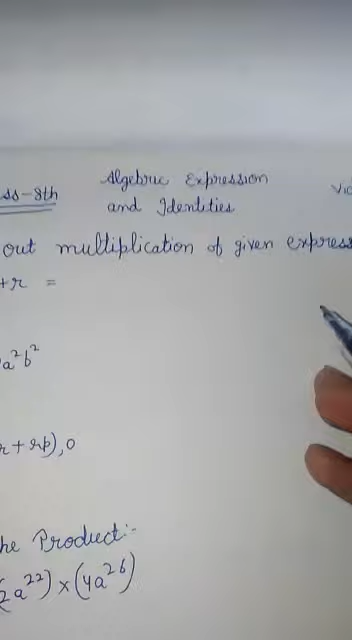 ss-8th Algebric Expression
and Identities
out multiplication of given express
+r =
a²b²
r + rp), 0
he Product:-
(2a²²) × (4a²⁶)